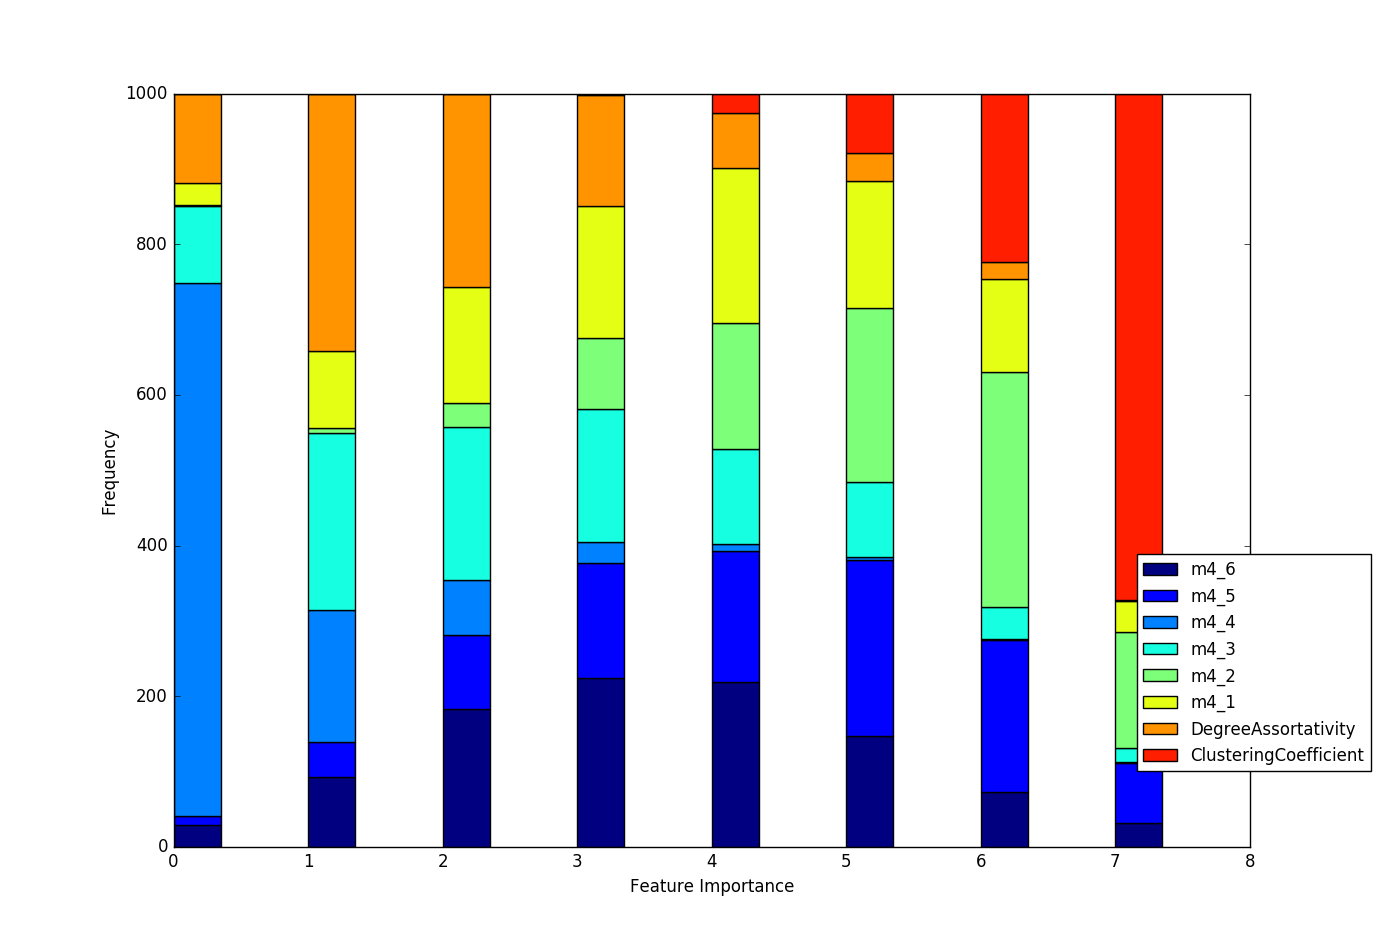 1000
800
600
400
200
0
Frequency
0 1 2 3 4 5 6 7 8
Feature Importance
m4_6
m4_5
m4_4
m4_3
m4_2
m4_1
DegreeAssortativity
ClusteringCoefficient